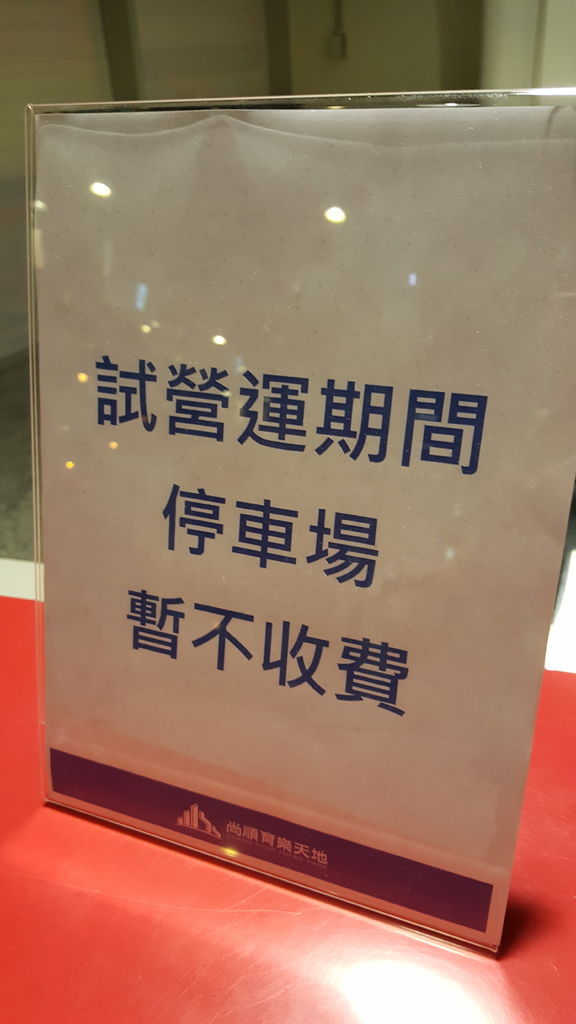 試營運期間
停車場
暫不收費
尚順育樂天地